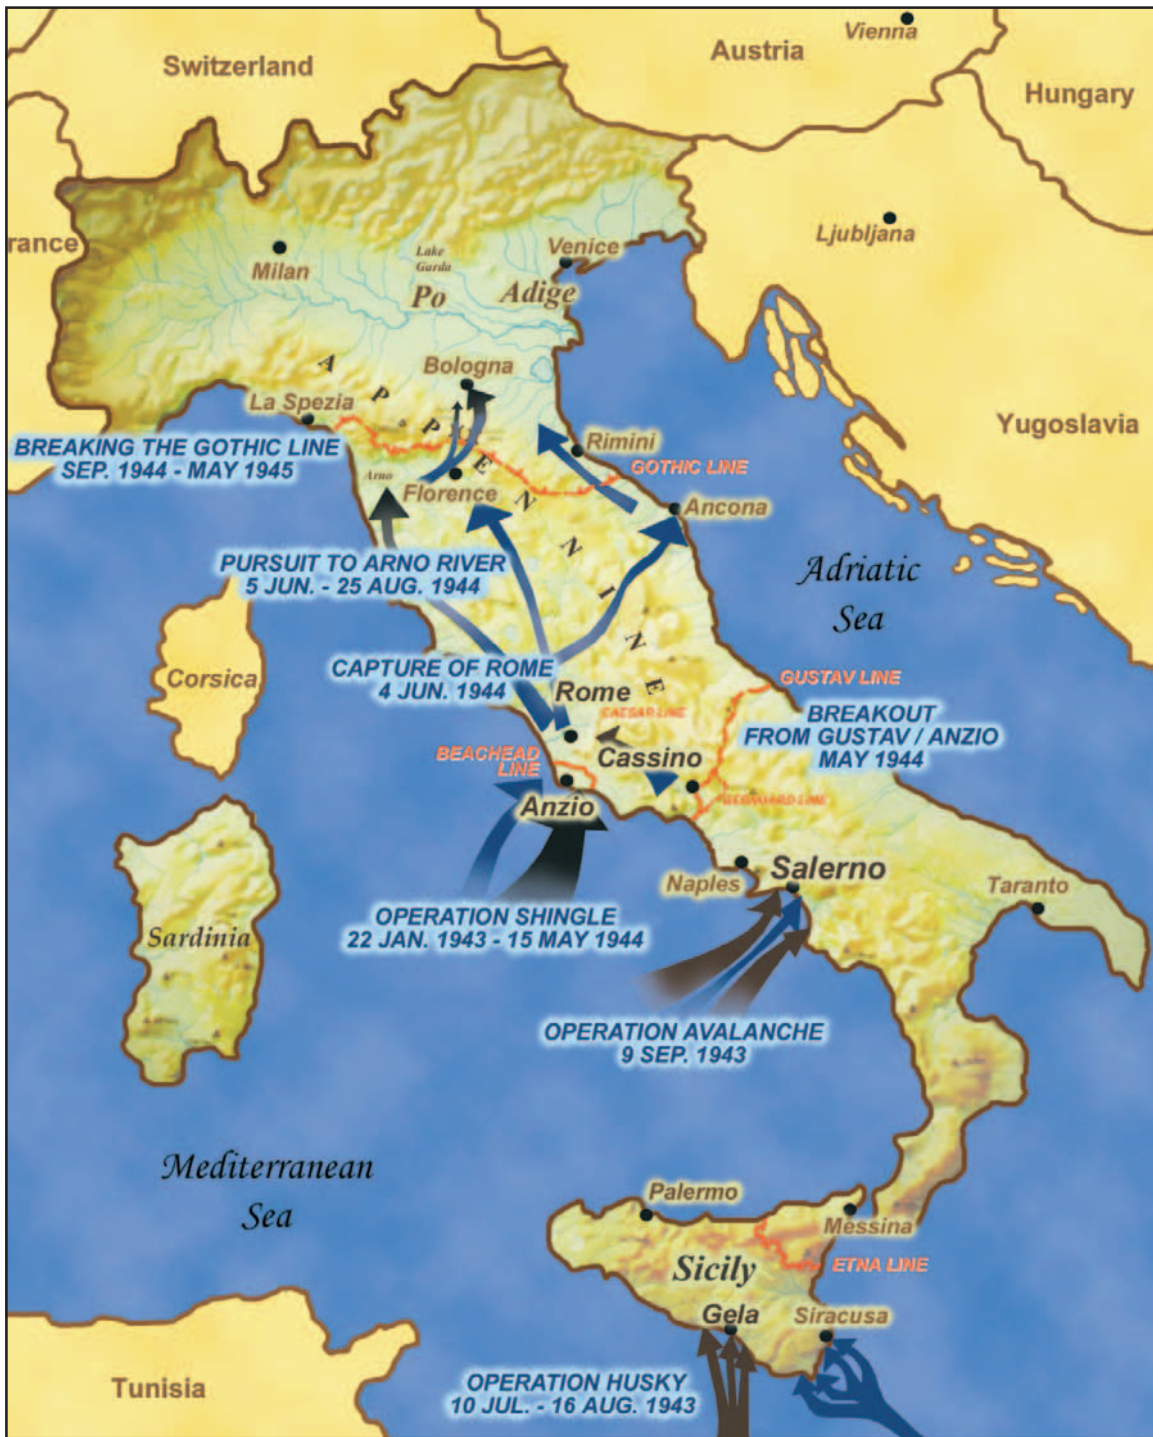 Vienna
Switzerland
Austria
Hungary
rance
Ljubljana
Milan
Lake
Garda
Venice
Po
Adige
Bologna
La Spezia
APPENNINE
Yugoslavia
BREAKING THE GOTHIC LINE
SEP. 1944 - MAY 1945
Rimini
GOTHIC LINE
Arno
Florence
Ancona
PURSUIT TO ARNO RIVER
5 JUN. - 25 AUG. 1944
Adriatic
Sea
Corsica
CAPTURE OF ROME
4 JUN. 1944
GUSTAV LINE
Rome
CAESAR LINE
BREAKOUT
FROM GUSTAV / ANZIO
MAY 1944
BEACHEAD
LINE
Cassino
Anzio
BERNHARD LINE
Naples
Salerno
Taranto
OPERATION SHINGLE
22 JAN. 1943 - 15 MAY 1944
Sardinia
OPERATION AVALANCHE
9 SEP. 1943
Mediterranean
Sea
Palermo
Messina
Sicily
ETNA LINE
Gela
Siracusa
Tunisia
OPERATION HUSKY
10 JUL. - 16 AUG. 1943